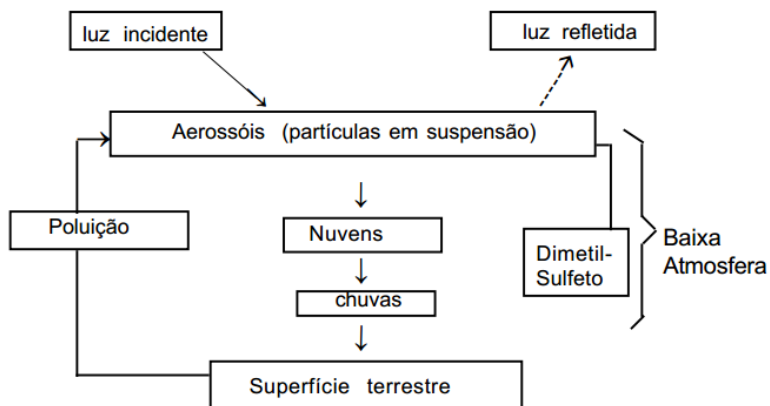 luz incidente
luz refletida
Aerossóis (partículas em suspensão)
Poluição
Nuvens
Dimetil-
Sulfeto
Baixa
Atmosfera
chuvas
Superfície terrestre